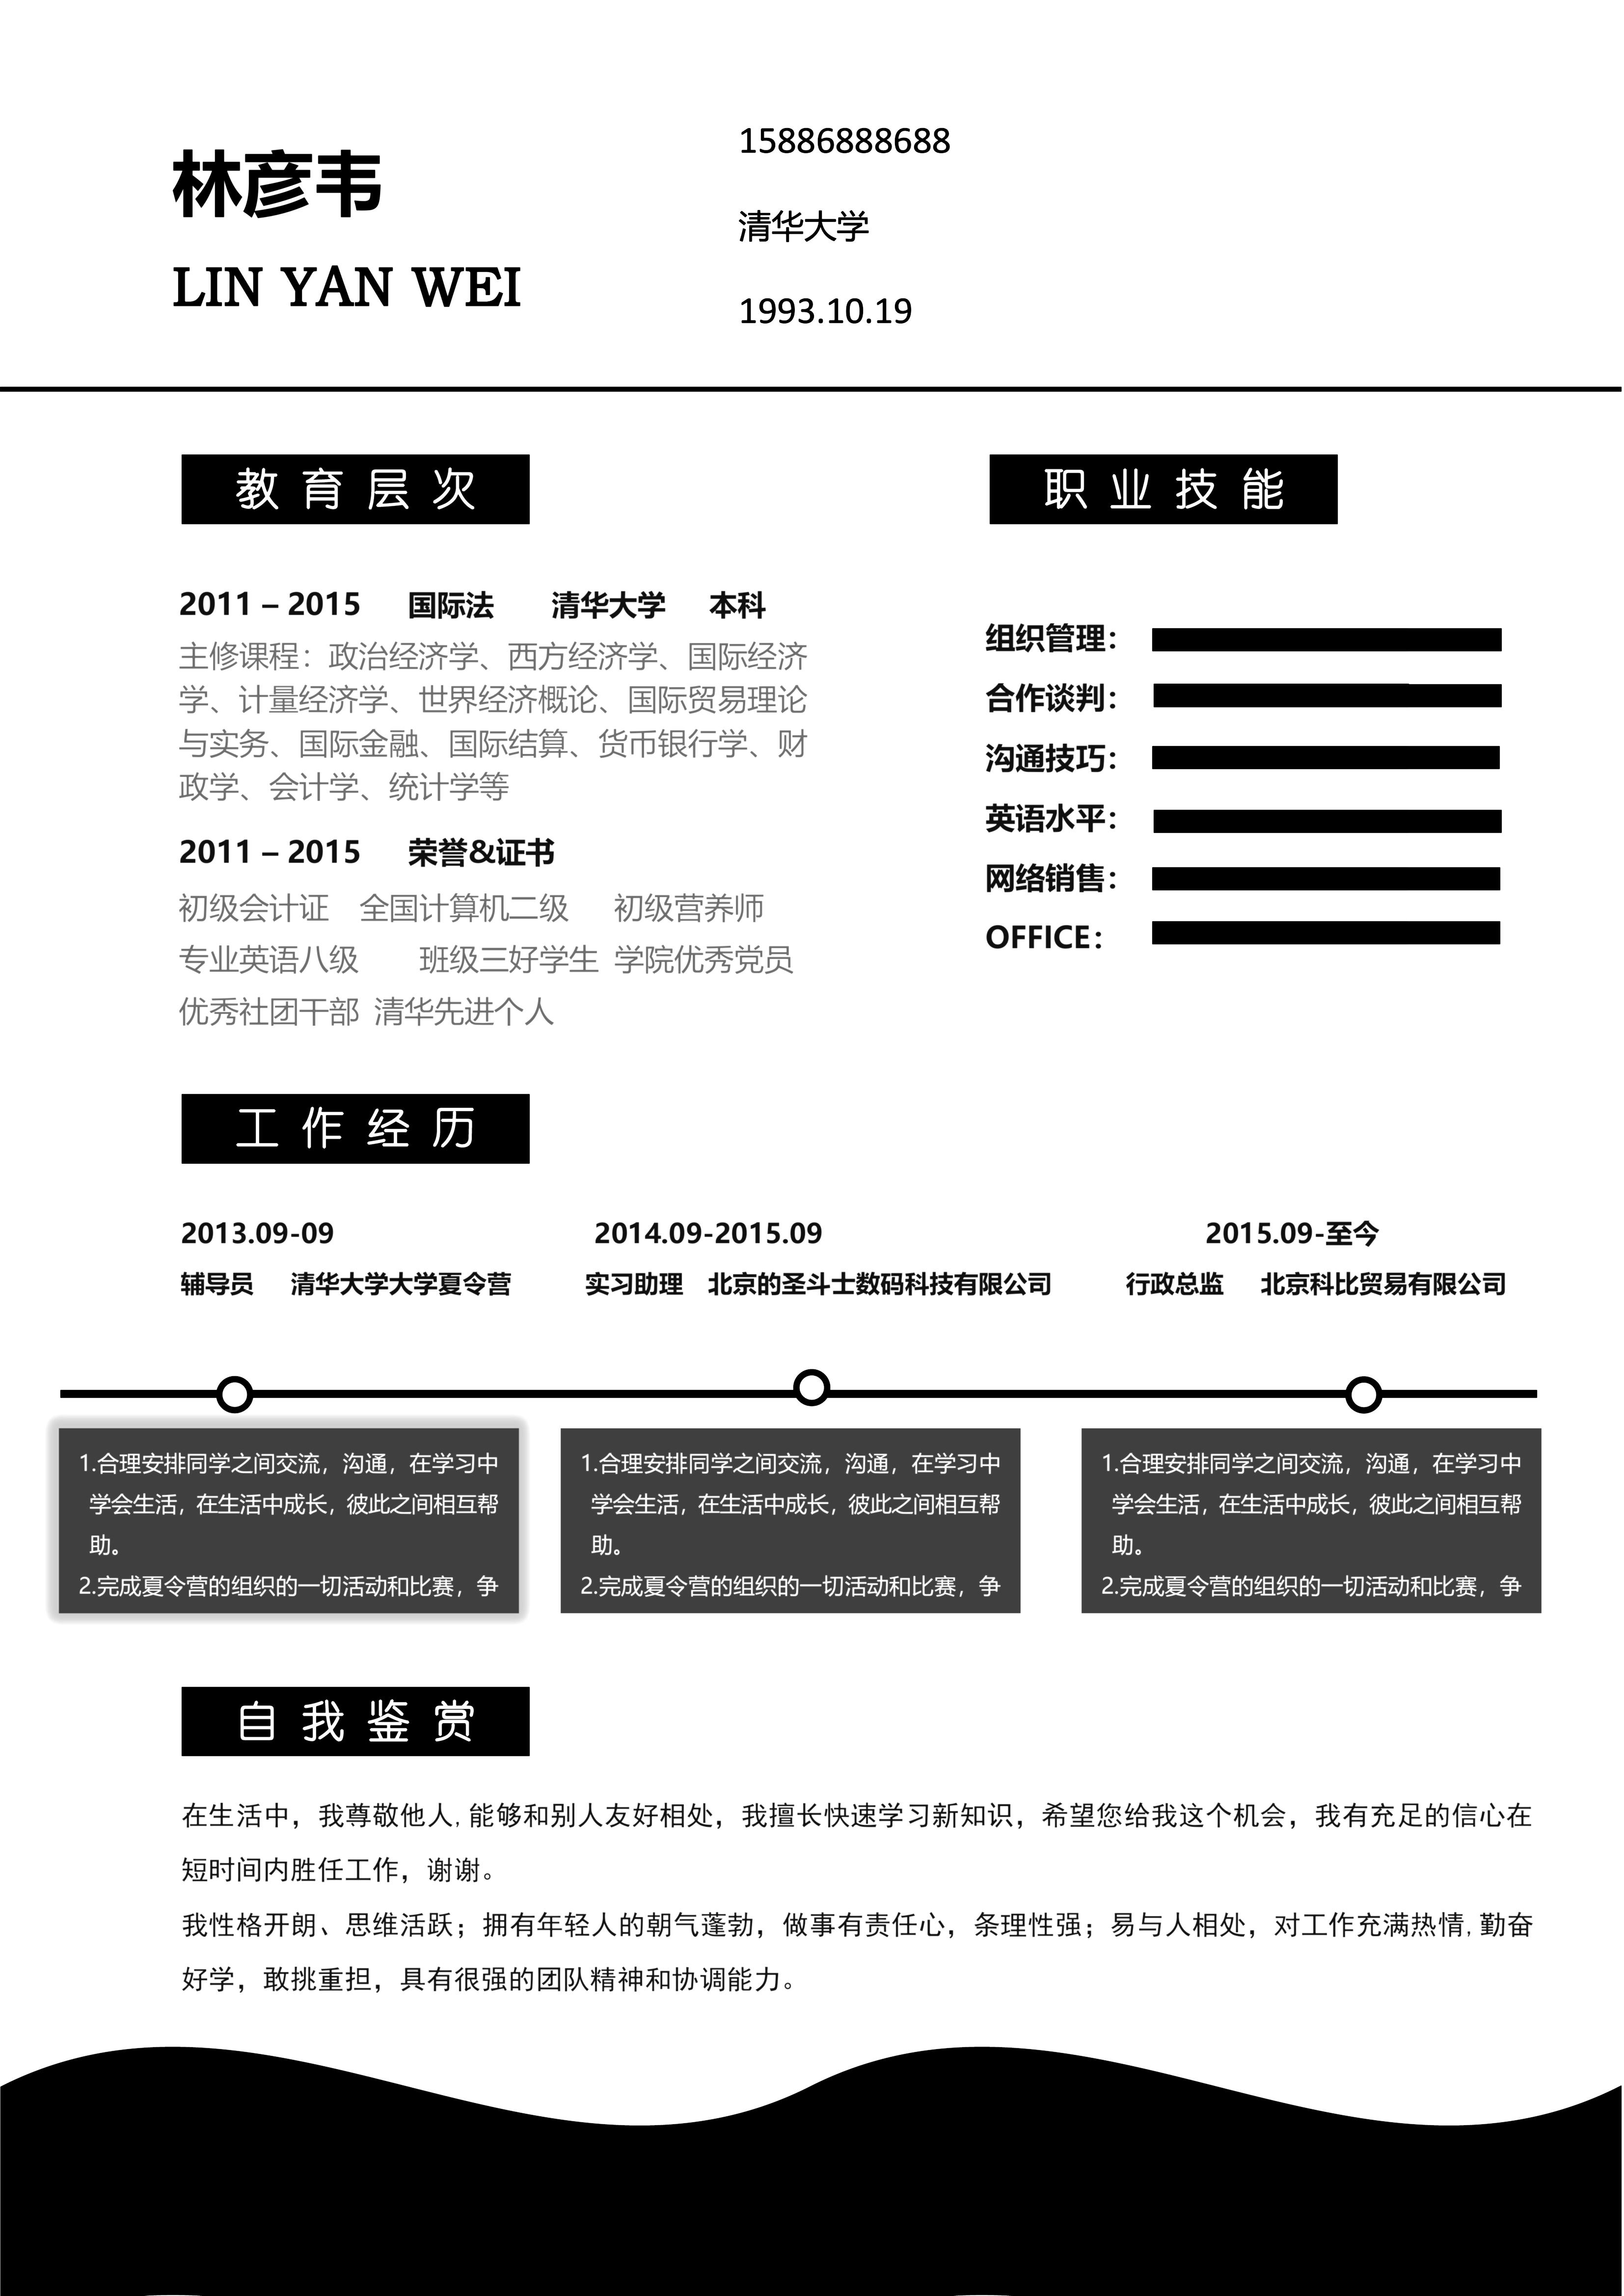 林彦韦
LIN YAN WEI
15886888688
清华大学
1993.10.19
教育层次
2011 – 2015 国际法 清华大学 本科
主修课程：政治经济学、西方经济学、国际经济
学、计量经济学、世界经济概论、国际贸易理论
与实务、国际金融、国际结算、货币银行学、财
政学、会计学、统计学等
2011 – 2015 荣誉&证书
初级会计证 全国计算机二级 初级营养师
专业英语八级 班级三好学生 学院优秀党员
优秀社团干部 清华先进个人
职业技能
组织管理：
合作谈判：
沟通技巧：
英语水平：
网络销售：
OFFICE：
工作经历
2013.09-09
辅导员 清华大学大学夏令营
2014.09-2015.09
实习助理 北京的圣斗士数码科技有限公司
2015.09-至今
行政总监 北京科比贸易有限公司
1.合理安排同学之间交流，沟通，在学习中
学会生活，在生活中成长，彼此之间相互帮
助。
2.完成夏令营的组织的一切活动和比赛，争
1.合理安排同学之间交流，沟通，在学习中
学会生活，在生活中成长，彼此之间相互帮
助。
2.完成夏令营的组织的一切活动和比赛，争
1.合理安排同学之间交流，沟通，在学习中
学会生活，在生活中成长，彼此之间相互帮
助。
2.完成夏令营的组织的一切活动和比赛，争
自我鉴赏
在生活中，我尊敬他人,能够和别人友好相处，我擅长快速学习新知识，希望您给我这个机会，我有充足的信心在
短时间内胜任工作，谢谢。
我性格开朗、思维活跃；拥有年轻人的朝气蓬勃，做事有责任心，条理性强；易与人相处，对工作充满热情,勤奋
好学，敢挑重担，具有很强的团队精神和协调能力。